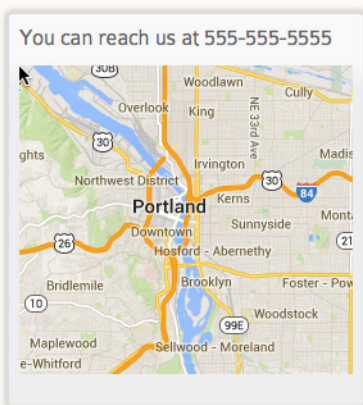 You can reach us at 555-555-5555
30B
Woodlawn
Cully
Overlook
King
NE 33rd Ave
30
ghts
Irvington
Madis
Northwest District
30
84
Portland
Kerns
Sunnyside
Monta
Downtown
26
Hosford - Abernethy
21
Bridlemile
Brooklyn
Foster - Pow
10
99E
Woodstock
Maplewood
Sellwood - Moreland
e-Whitford